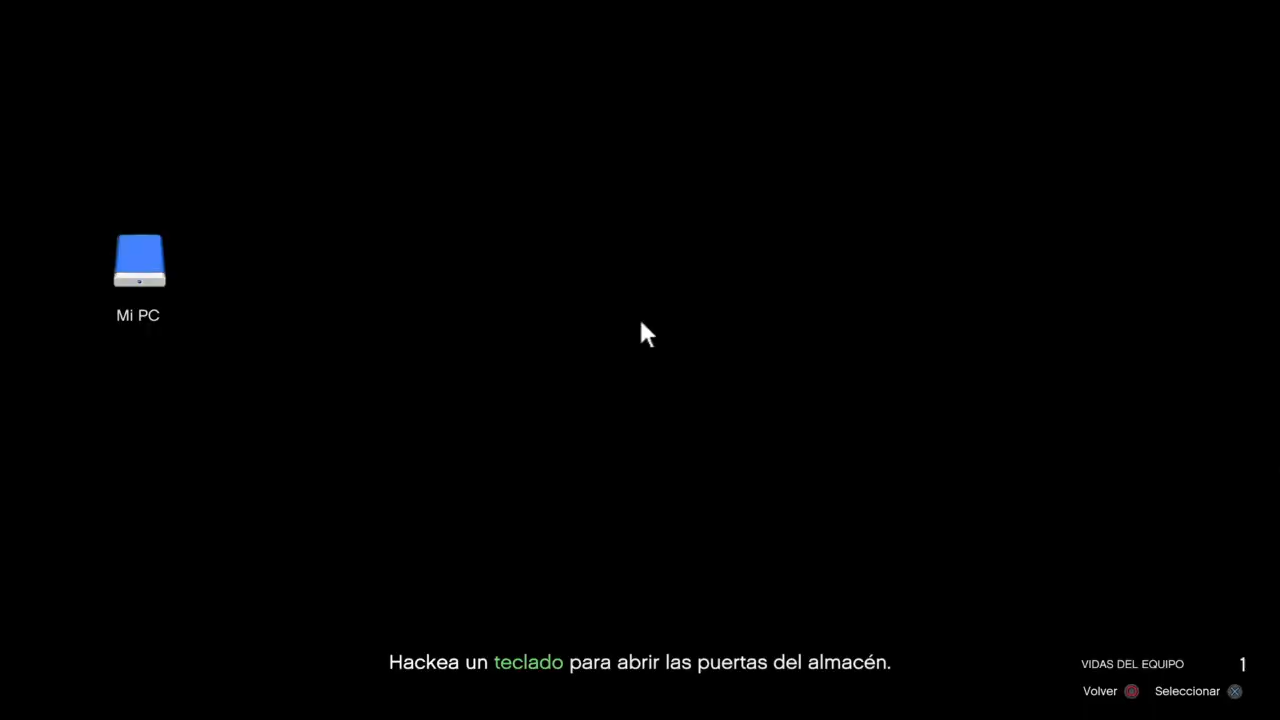 Mi PC
Hackea un teclado para abrir las puertas del almacén.
VIDAS DEL EQUIPO 1
Volver Seleccionar